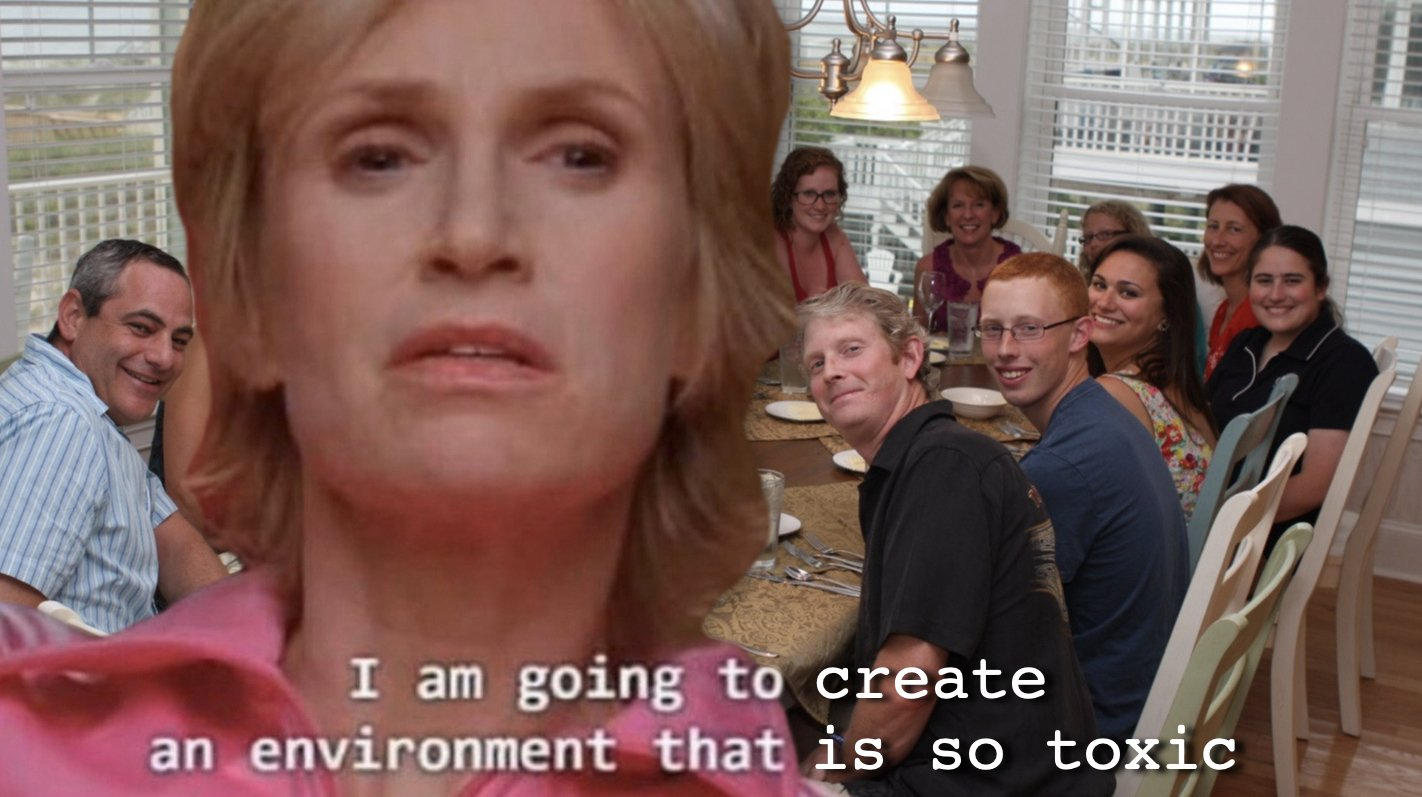 I am going to create
an environment that is so toxic